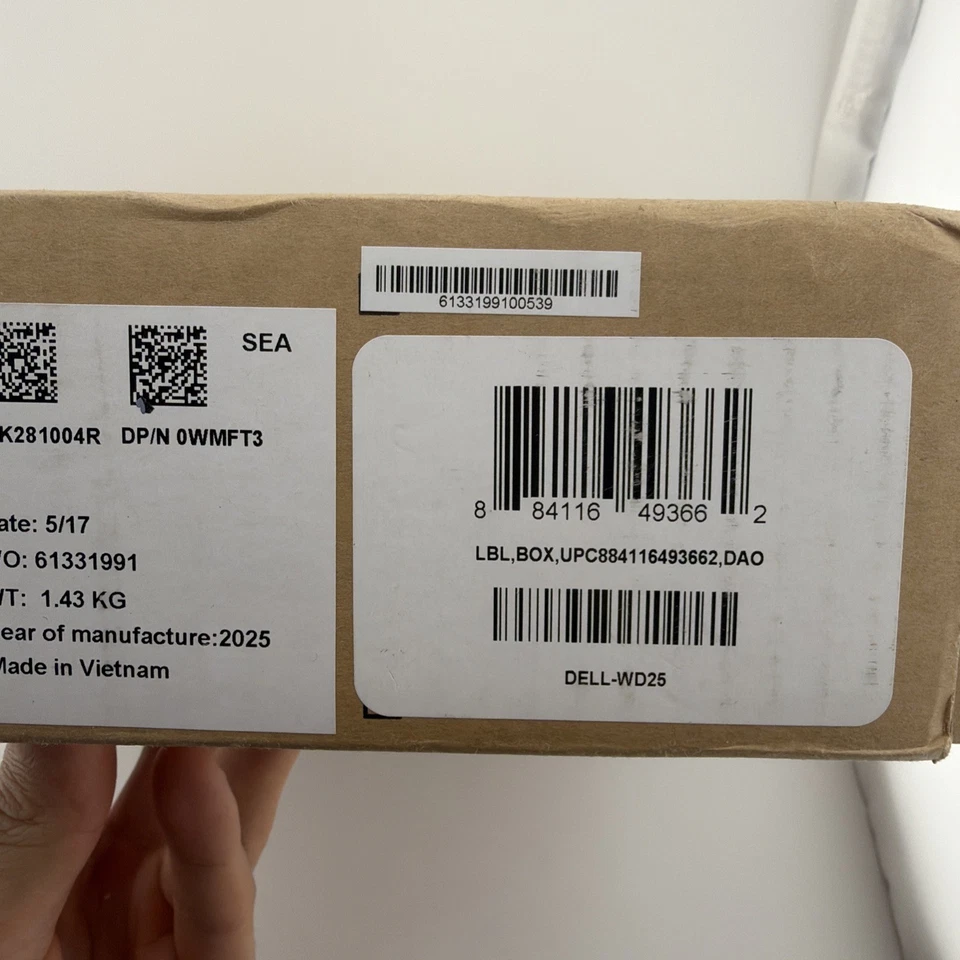 6133199100539
SEA
K281004R DP/N 0WMFT3
ate: 5/17
/O: 61331991
WT: 1.43 KG
ear of manufacture:2025
Made in Vietnam
8 84116 49366 2
LBL,BOX,UPC884116493662,DAO
DELL-WD25